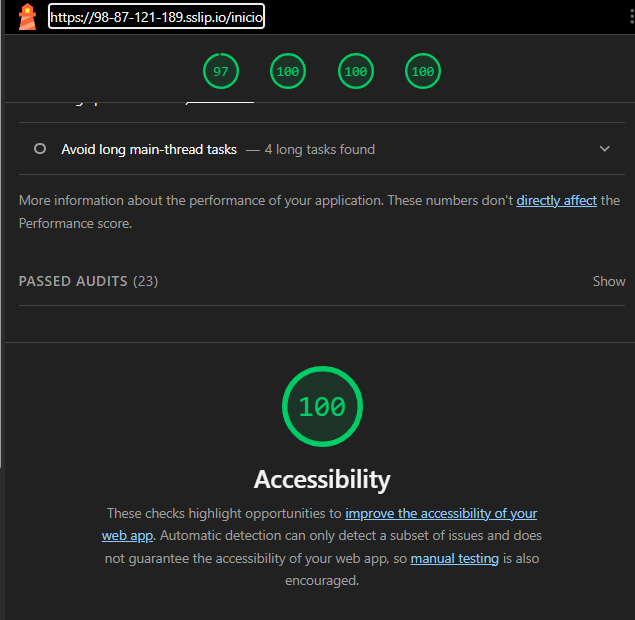 https://98-87-121-189.sslip.io/inicio
97 100 100 100
Avoid long main-thread tasks — 4 long tasks found
More information about the performance of your application. These numbers don't directly affect the
Performance score.
PASSED AUDITS (23) Show
100
Accessibility
These checks highlight opportunities to improve the accessibility of your
web app. Automatic detection can only detect a subset of issues and does
not guarantee the accessibility of your web app, so manual testing is also
encouraged.